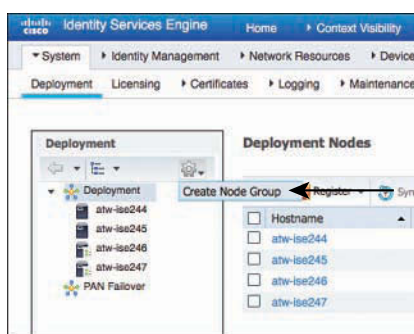 cisco Identity Services Engine Home Context Visibility
System Identity Management Network Resources Device
Deployment Licensing Certificates Logging Maintenance
Deployment
Deployment Nodes
Deployment
Create Node Group
Register
Syn
atw-ise244
atw-ise245
atw-ise246
atw-ise247
PAN Failover
Hostname
atw-ise244
atw-ise245
atw-ise246
atw-ise247